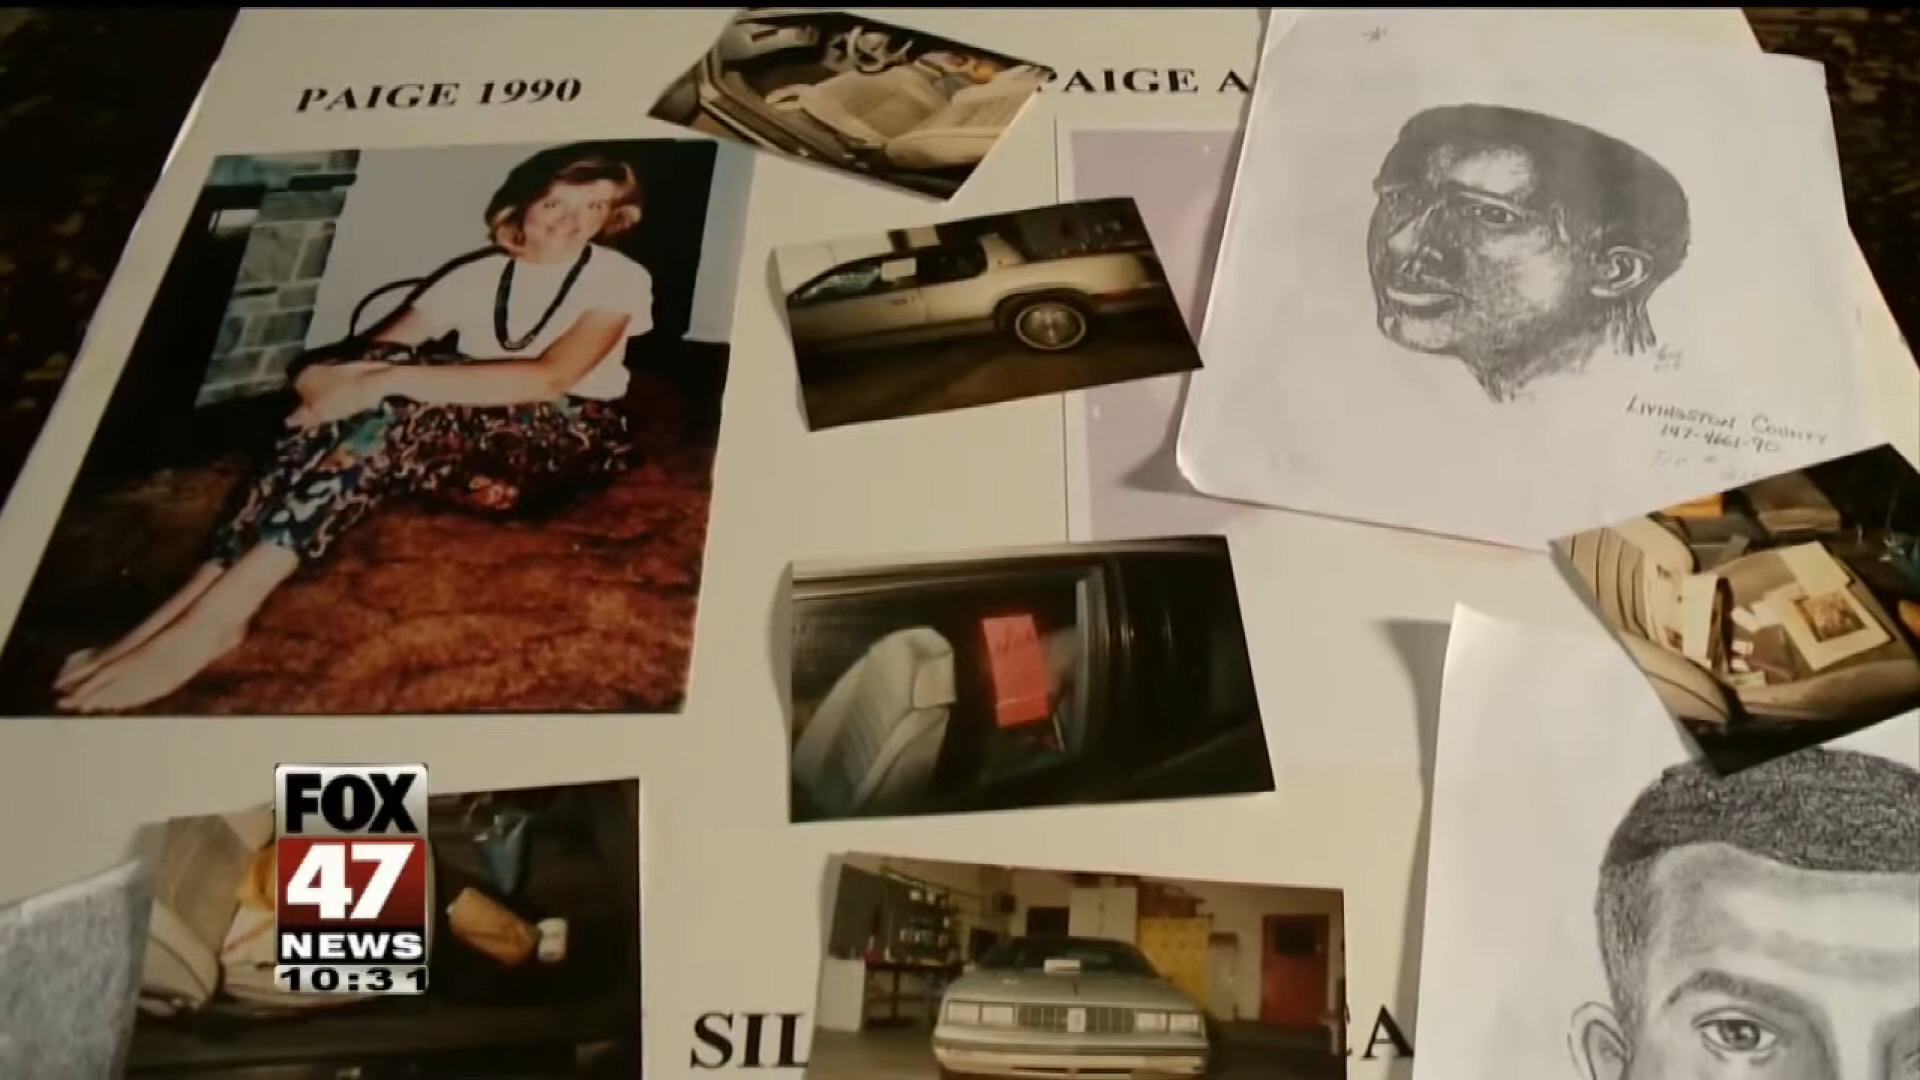 PAIGE 1990
PAIGE A
LIVINGSTON COUNTY
147-4661-90
FOX
47
NEWS
10:31
SIL
CA